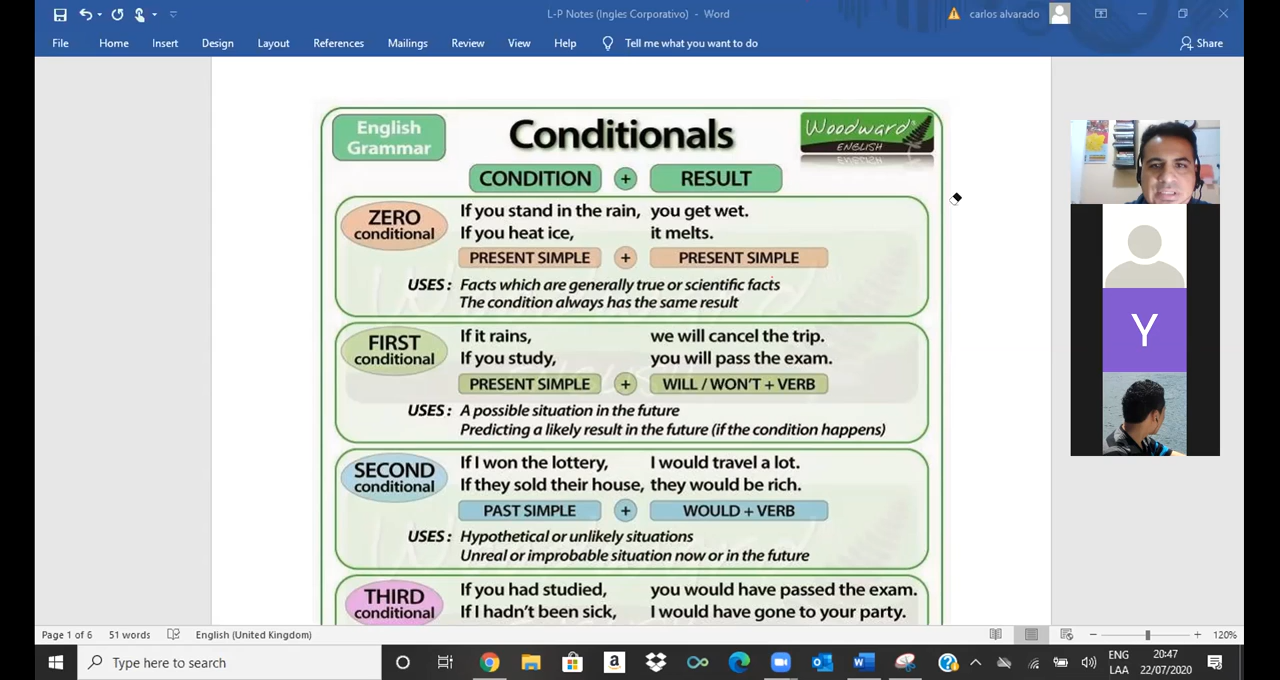 L-P Notes (Ingles Corporativo) - Word
carlos alvarado
File Home Insert Design Layout References Mailings Review View Help Tell me what you want to do Share
English
Grammar
Conditionals
Woodward
ENGLISH
CONDITION + RESULT
ZERO
conditional
If you stand in the rain, you get wet.
If you heat ice, it melts.
PRESENT SIMPLE + PRESENT SIMPLE
USES: Facts which are generally true or scientific facts
The condition always has the same result
FIRST
conditional
If it rains, we will cancel the trip.
If you study, you will pass the exam.
PRESENT SIMPLE + WILL / WON'T + VERB
USES: A possible situation in the future
Predicting a likely result in the future (if the condition happens)
SECOND
conditional
If I won the lottery, I would travel a lot.
If they sold their house, they would be rich.
PAST SIMPLE + WOULD + VERB
USES: Hypothetical or unlikely situations
Unreal or improbable situation now or in the future
THIRD
conditional
If you had studied, you would have passed the exam.
If I hadn't been sick, I would have gone to your party.
Y
Page 1 of 6 51 words English (United Kingdom) 120%
Type here to search
ENG
LAA
20:47
22/07/2020